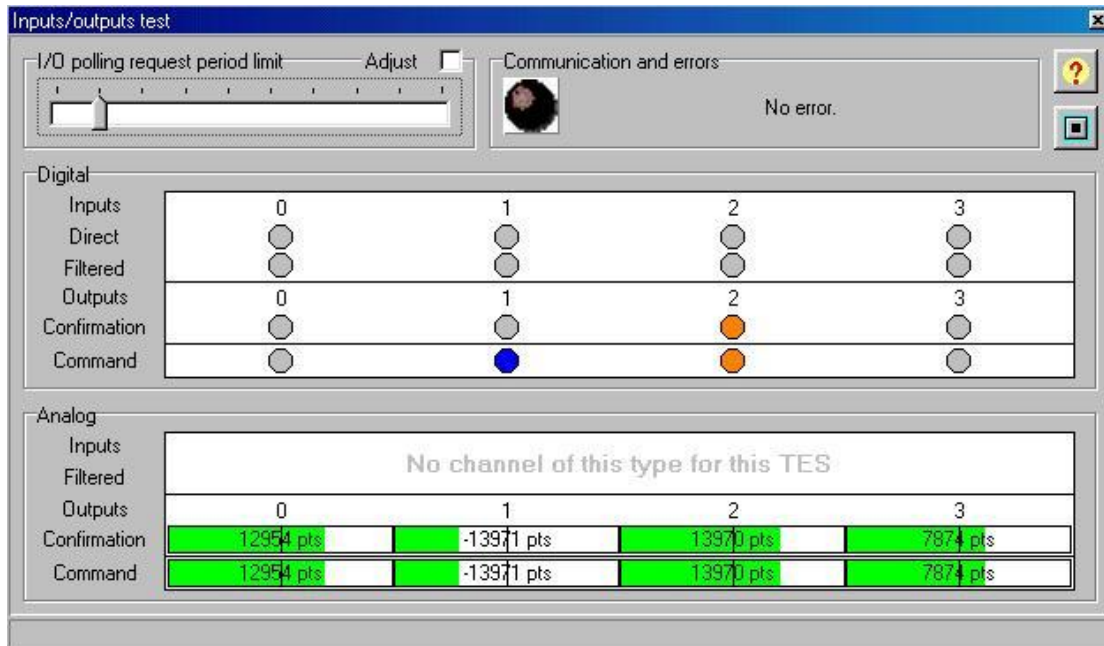 Inputs/outputs test
I/O polling request period limit Adjust
Communication and errors
No error.
?
Digital
Inputs 0 1 2 3
Direct
Filtered
Outputs 0 1 2 3
Confirmation
Command
Analog
Inputs
Filtered
No channel of this type for this TES
Outputs 0 1 2 3
Confirmation 12954 pts -13971 pts 13970 pts 7874 pts
Command 12954 pts -13971 pts 13970 pts 7874 pts